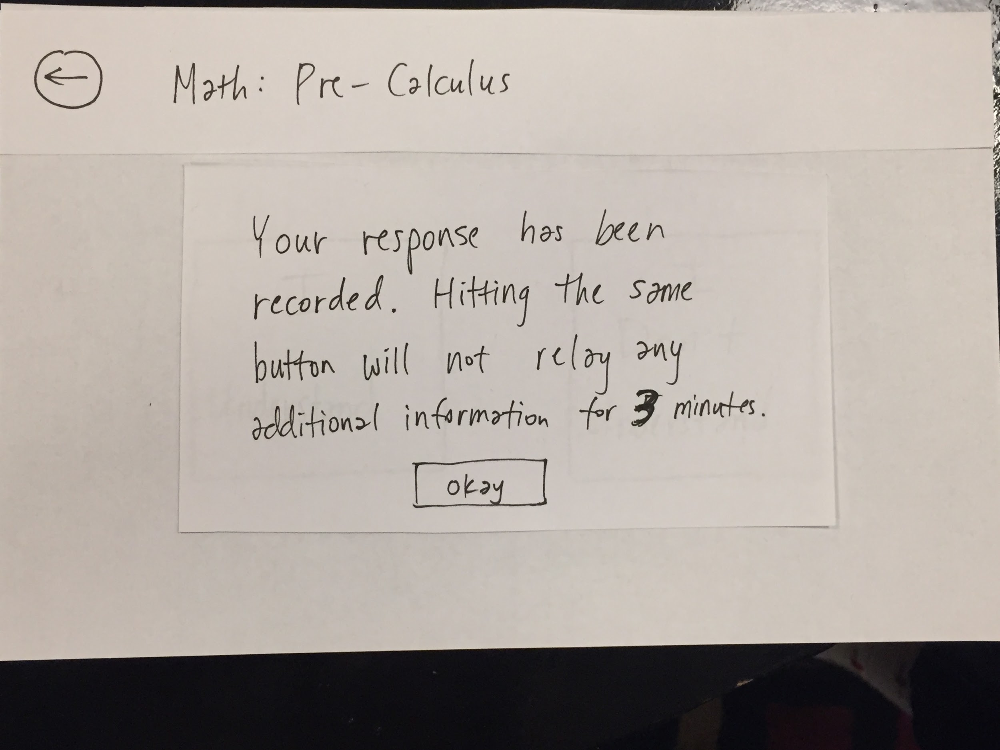 Math: Pre-Calculus
Your response has been
recorded. Hitting the same
button will not relay any
additional information for 3 minutes.
okay